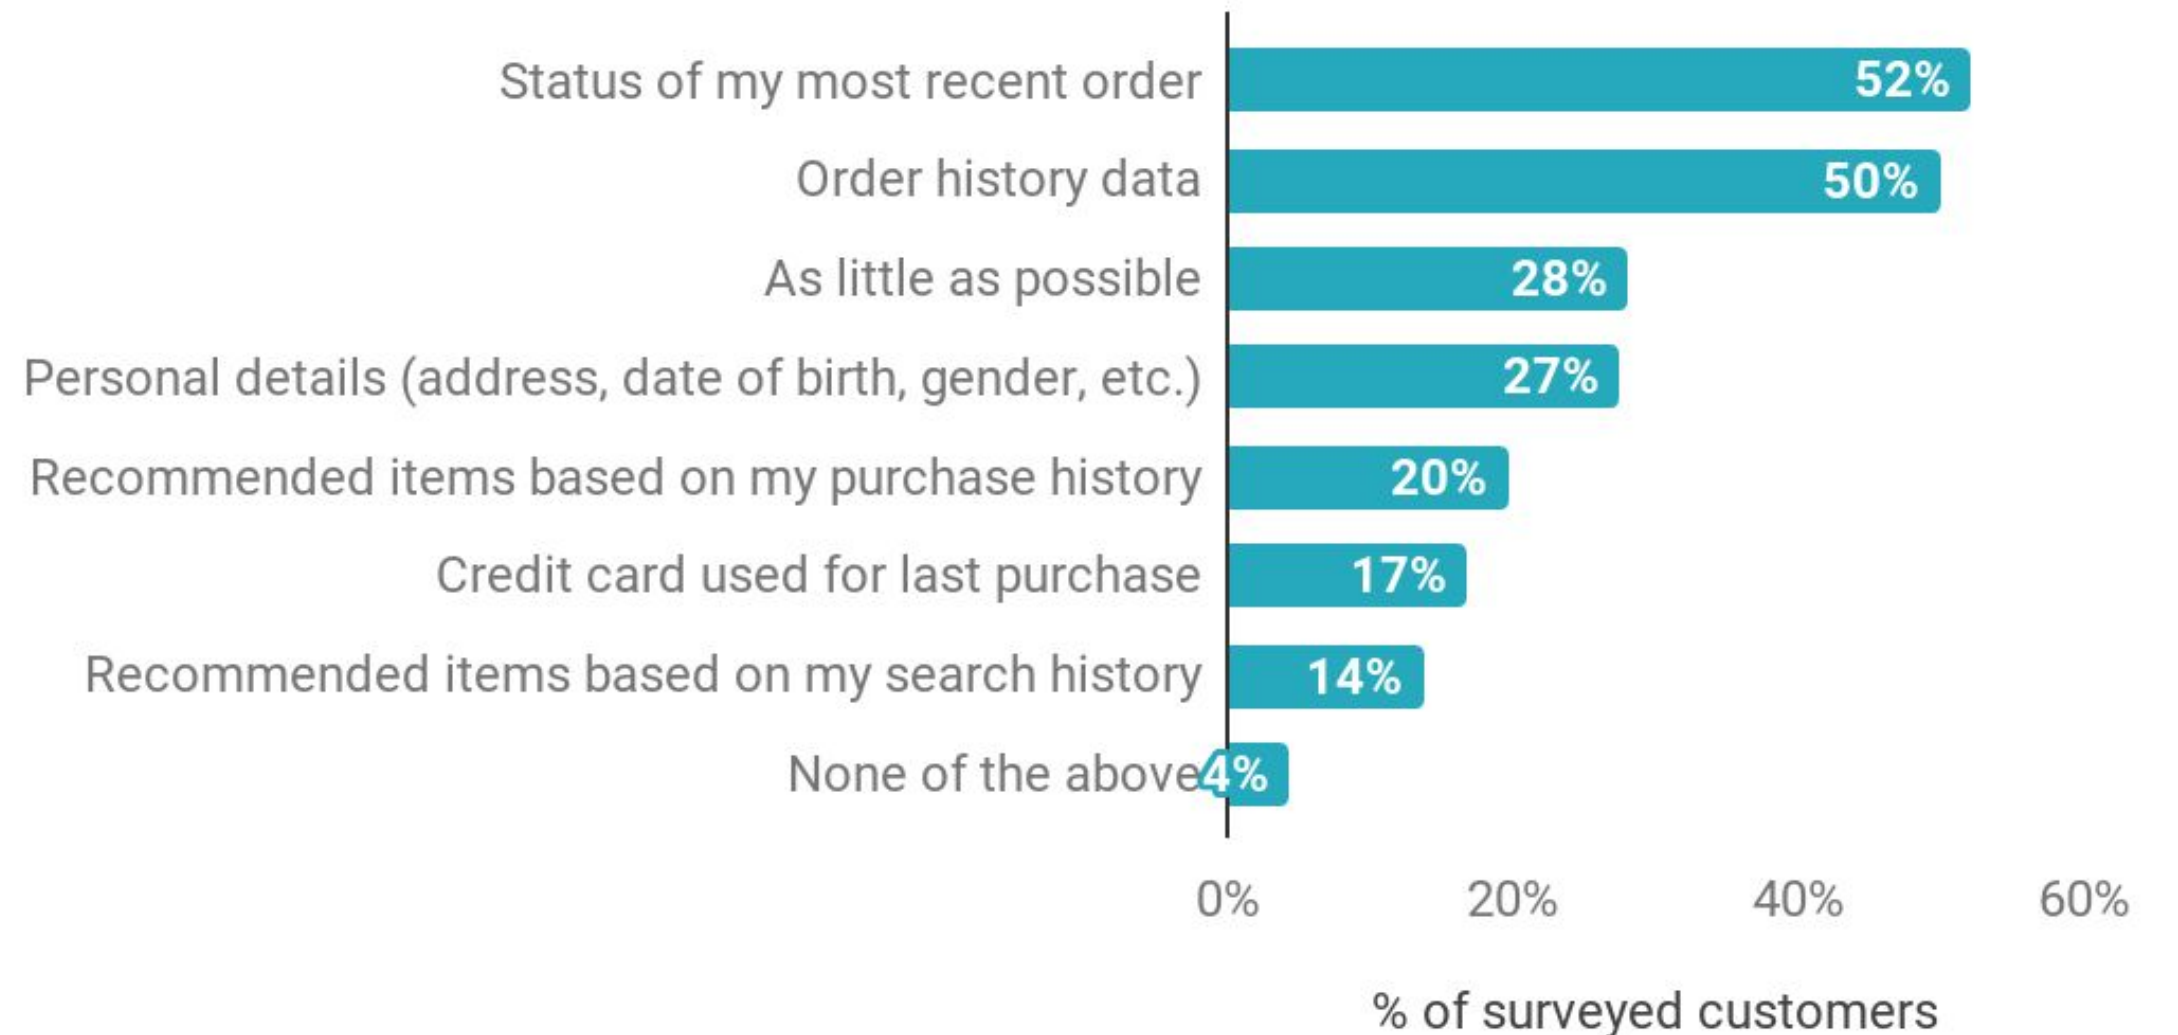 Status of my most recent order 52%
Order history data 50%
As little as possible 28%
Personal details (address, date of birth, gender, etc.) 27%
Recommended items based on my purchase history 20%
Credit card used for last purchase 17%
Recommended items based on my search history 14%
None of the above 4%
0% 20% 40% 60%
% of surveyed customers